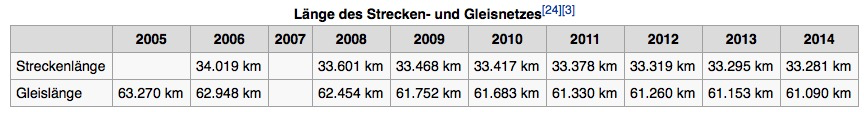 Länge des Strecken- und Gleisnetzes[24][3]
2005 2006 2007 2008 2009 2010 2011 2012 2013 2014
Streckenlänge 34.019 km 33.601 km 33.468 km 33.417 km 33.378 km 33.319 km 33.295 km 33.281 km
Gleislänge 63.270 km 62.948 km 62.454 km 61.752 km 61.683 km 61.330 km 61.260 km 61.153 km 61.090 km